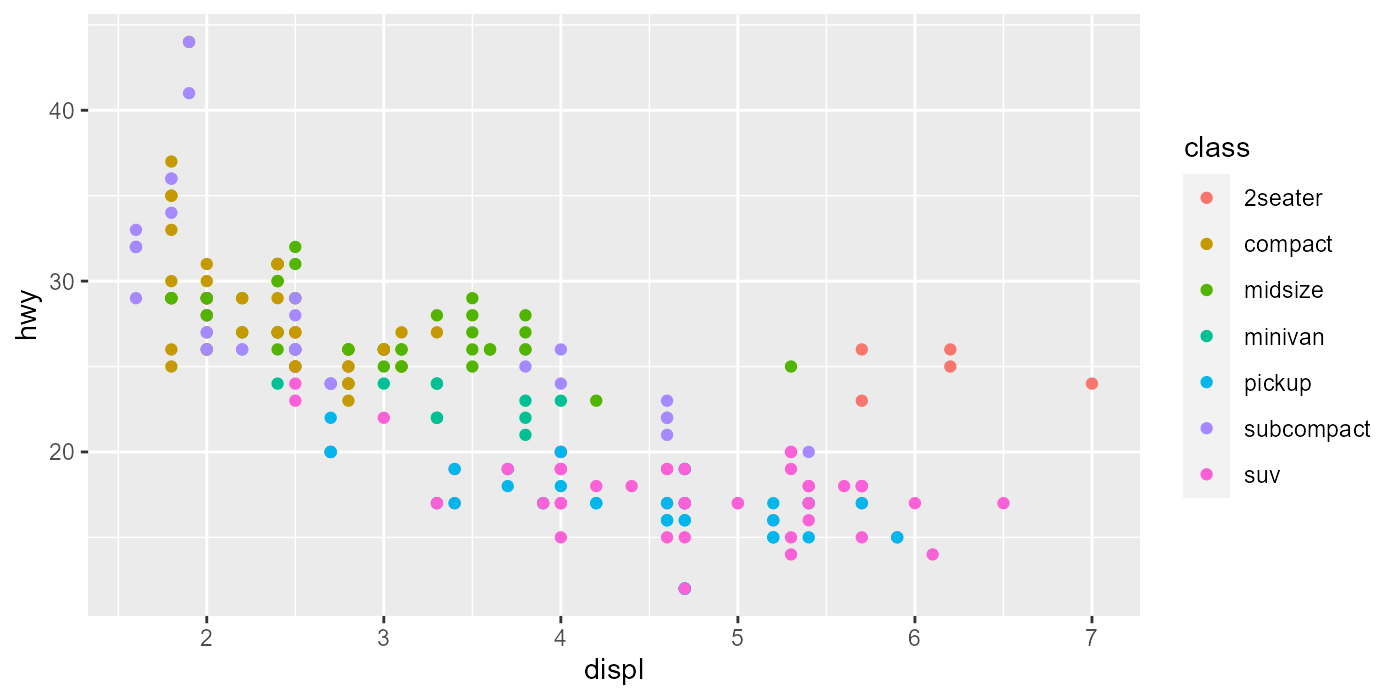 40
30
20
hwy
2 3 4 5 6 7
displ
class
2seater
compact
midsize
minivan
pickup
subcompact
suv